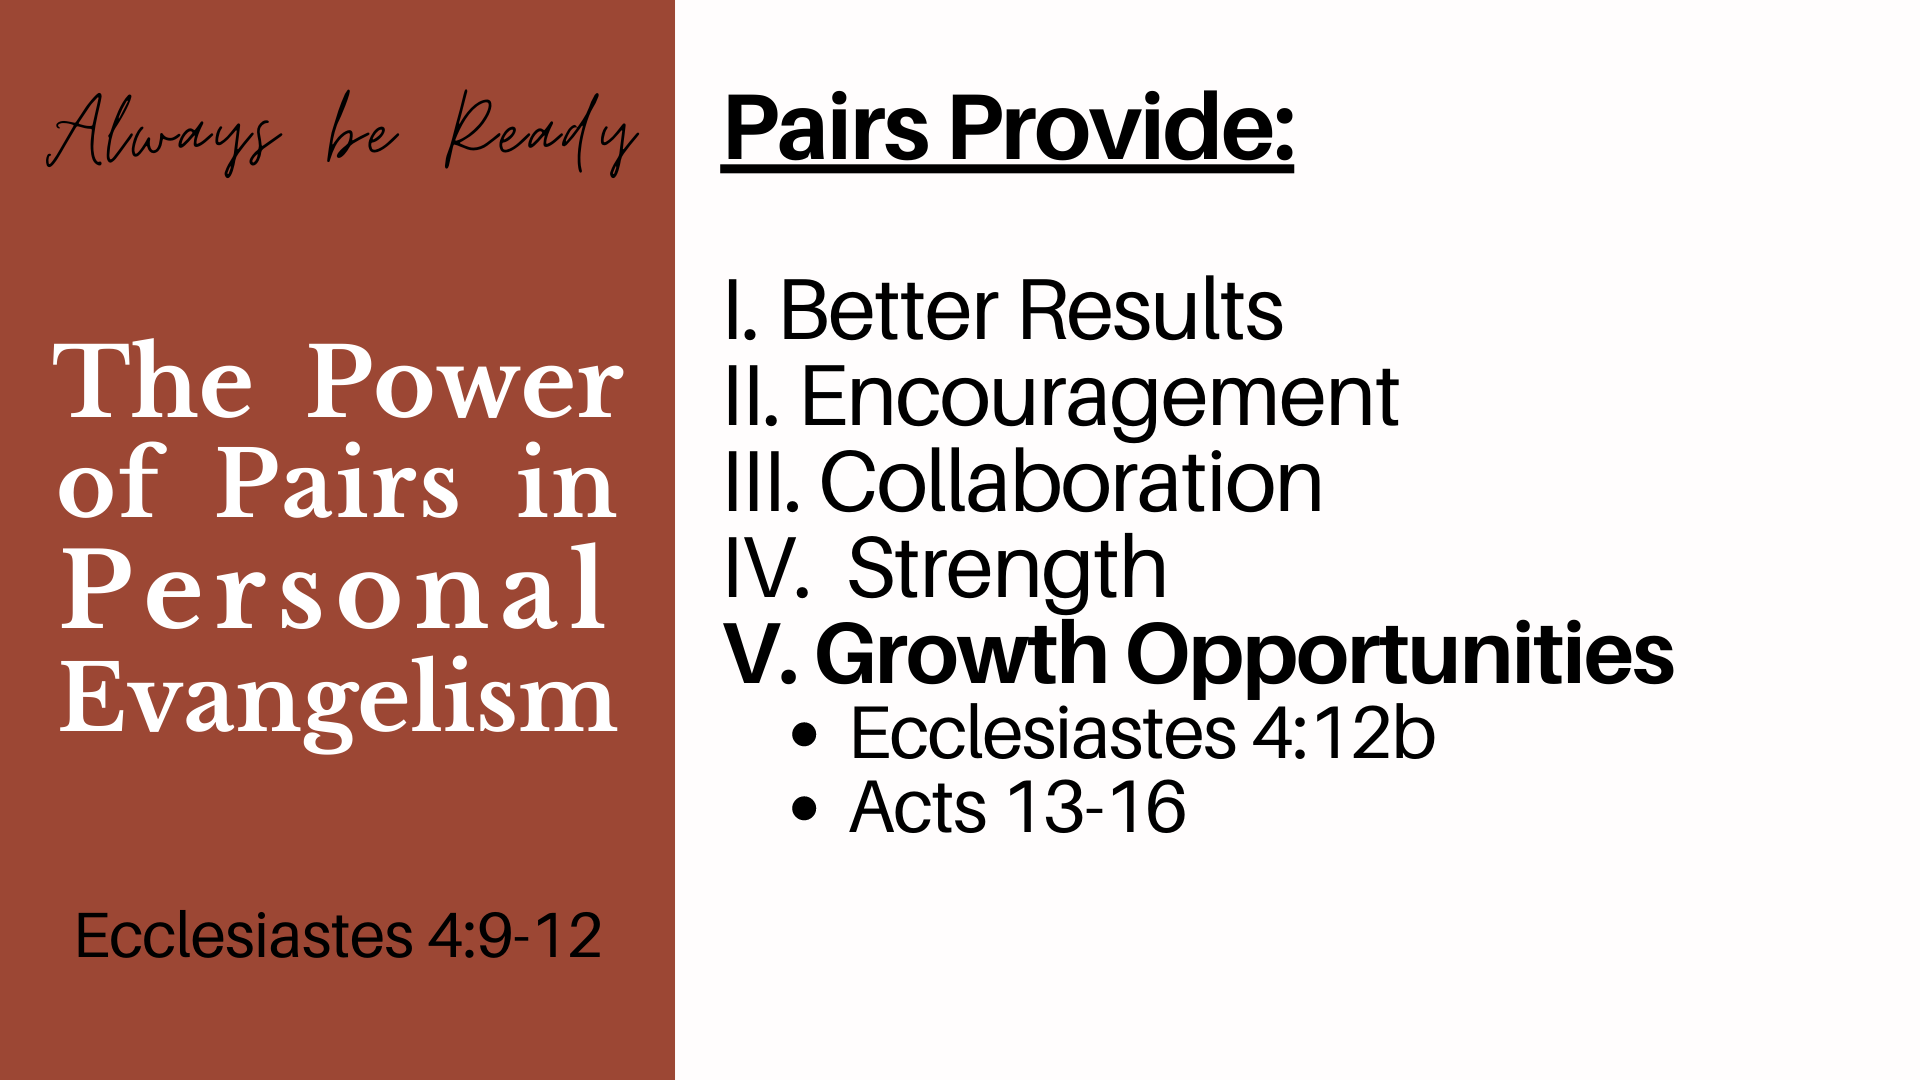 Always be Ready
The Power
of Pairs in
Personal
Evangelism
Ecclesiastes 4:9-12
Pairs Provide:
I. Better Results
II. Encouragement
III. Collaboration
IV. Strength
V. Growth Opportunities
• Ecclesiastes 4:12b
• Acts 13-16